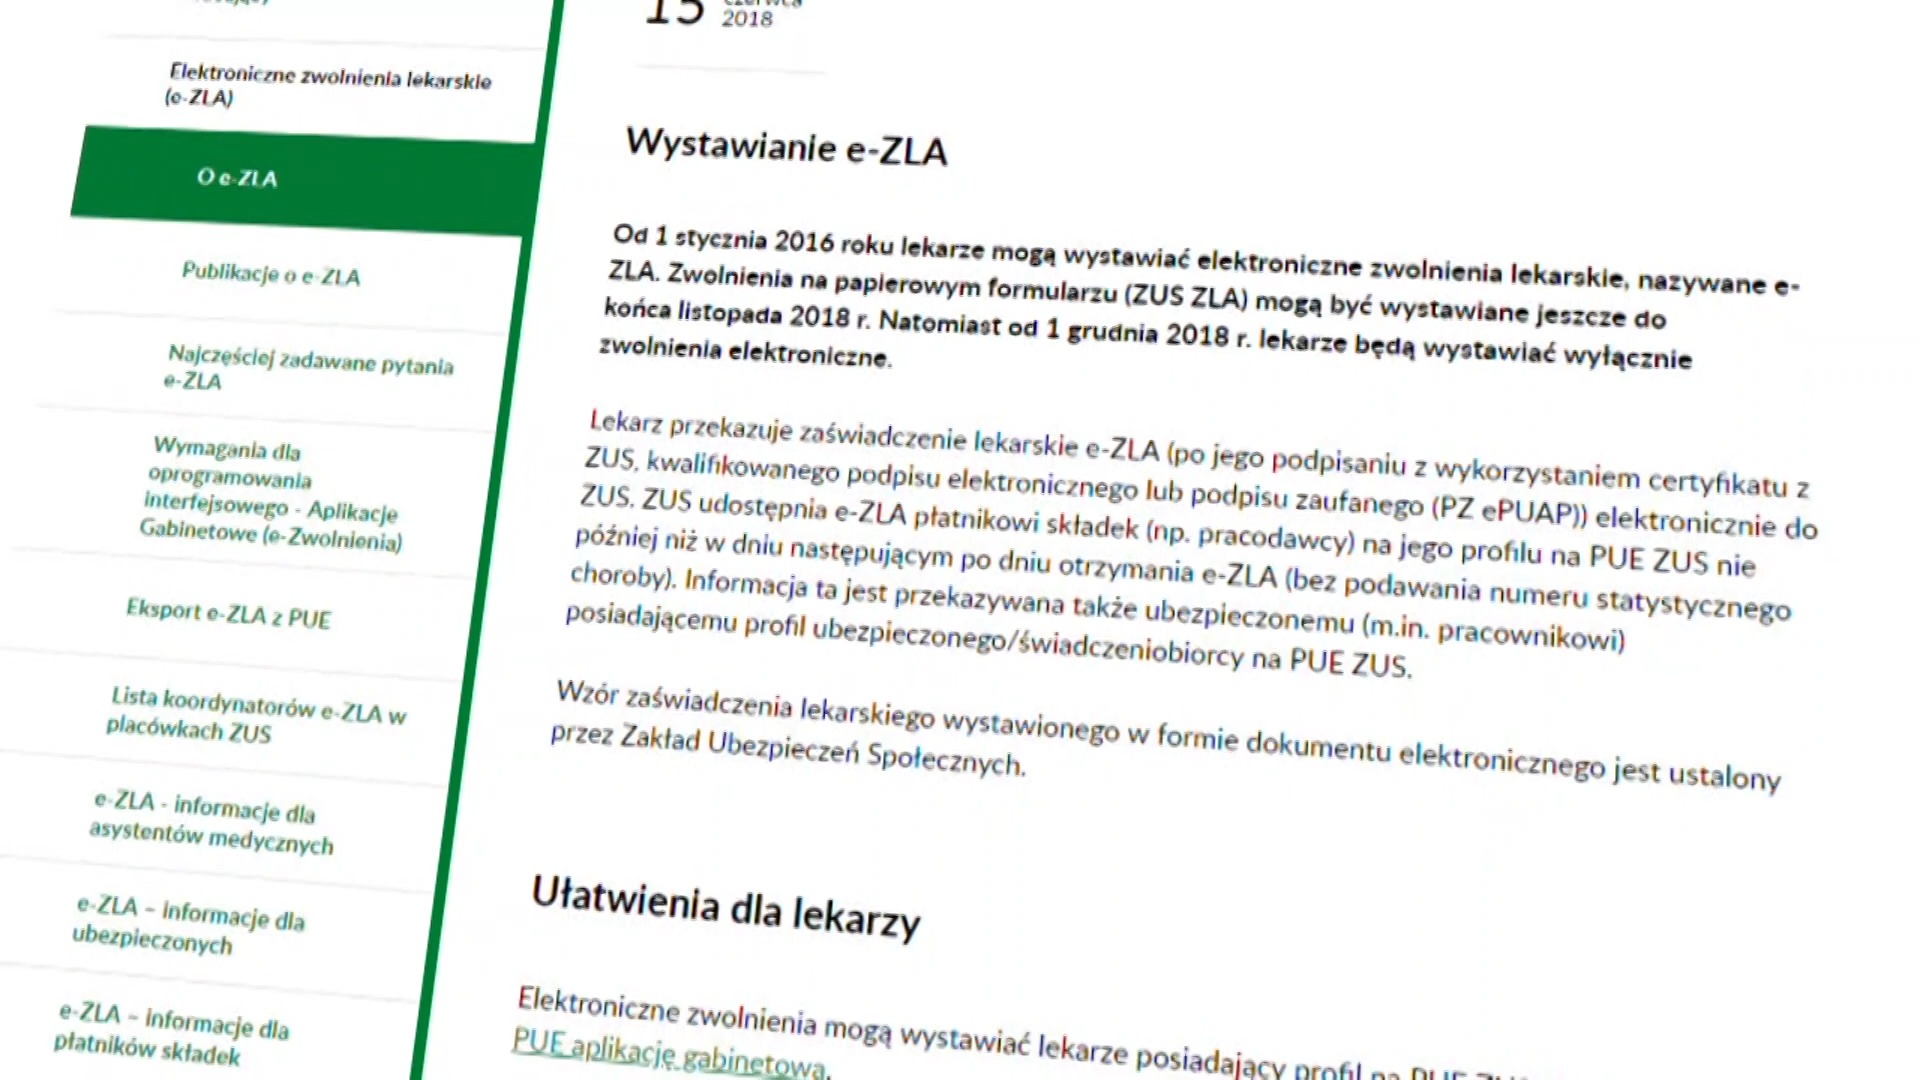 Elektroniczne zwolnienia lekarskie
(e-ZLA)
O e-ZLA
Publikacje o e-ZLA
Najczęściej zadawane pytania
e-ZLA
Wymagania dla
oprogramowania
interfejsowego - Aplikacje
Gabinetowe (e-Zwolnienia)
Eksport e-ZLA z PUE
Lista koordynatorów e-ZLA w
placówkach ZUS
e-ZLA - informacje dla
asystentów medycznych
e-ZLA – informacje dla
ubezpieczonych
e-ZLA – informacje dla
płatników składek
15 czerwca
2018
Wystawianie e-ZLA
Od 1 stycznia 2016 roku lekarze mogą wystawiać elektroniczne zwolnienia lekarskie, nazywane e-
ZLA. Zwolnienia na papierowym formularzu (ZUS ZLA) mogą być wystawiane jeszcze do
końca listopada 2018 r. Natomiast od 1 grudnia 2018 r. lekarze będą wystawiać wyłącznie
zwolnienia elektroniczne.
Lekarz przekazuje zaświadczenie lekarskie e-ZLA (po jego podpisaniu z wykorzystaniem certyfikatu z
ZUS, kwalifikowanego podpisu elektronicznego lub podpisu zaufanego (PZ ePUAP)) elektronicznie do
ZUS. ZUS udostępnia e-ZLA płatnikowi składek (np. pracodawcy) na jego profilu na PUE ZUS nie
później niż w dniu następującym po dniu otrzymania e-ZLA (bez podawania numeru statystycznego
choroby). Informacja ta jest przekazywana także ubezpieczonemu (m.in. pracownikowi)
posiadającemu profil ubezpieczonego/świadczeniobiorcy na PUE ZUS.
Wzór zaświadczenia lekarskiego wystawionego w formie dokumentu elektronicznego jest ustalony
przez Zakład Ubezpieczeń Społecznych.
Ułatwienia dla lekarzy
Elektroniczne zwolnienia mogą wystawiać lekarze posiadający profil na PUE
PUE aplikację gabinetową.